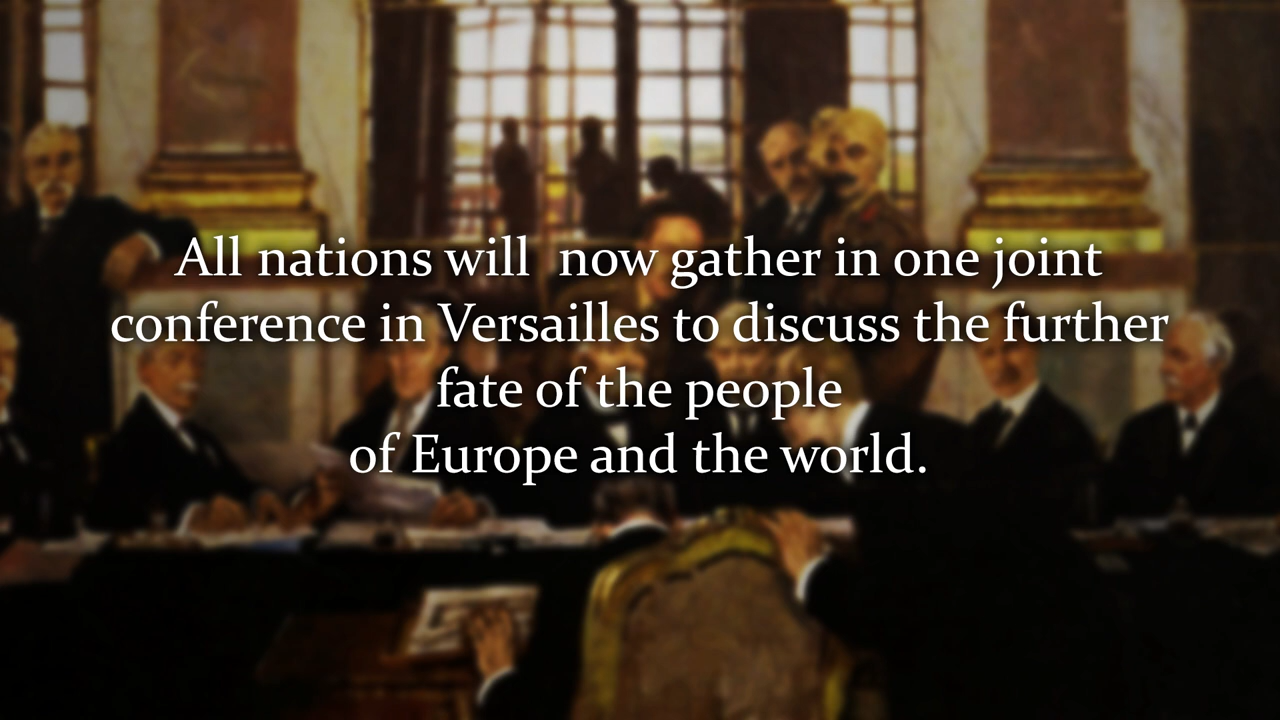 All nations will  now gather in one joint
conference in Versailles to discuss the further
fate of the people
of Europe and the world.